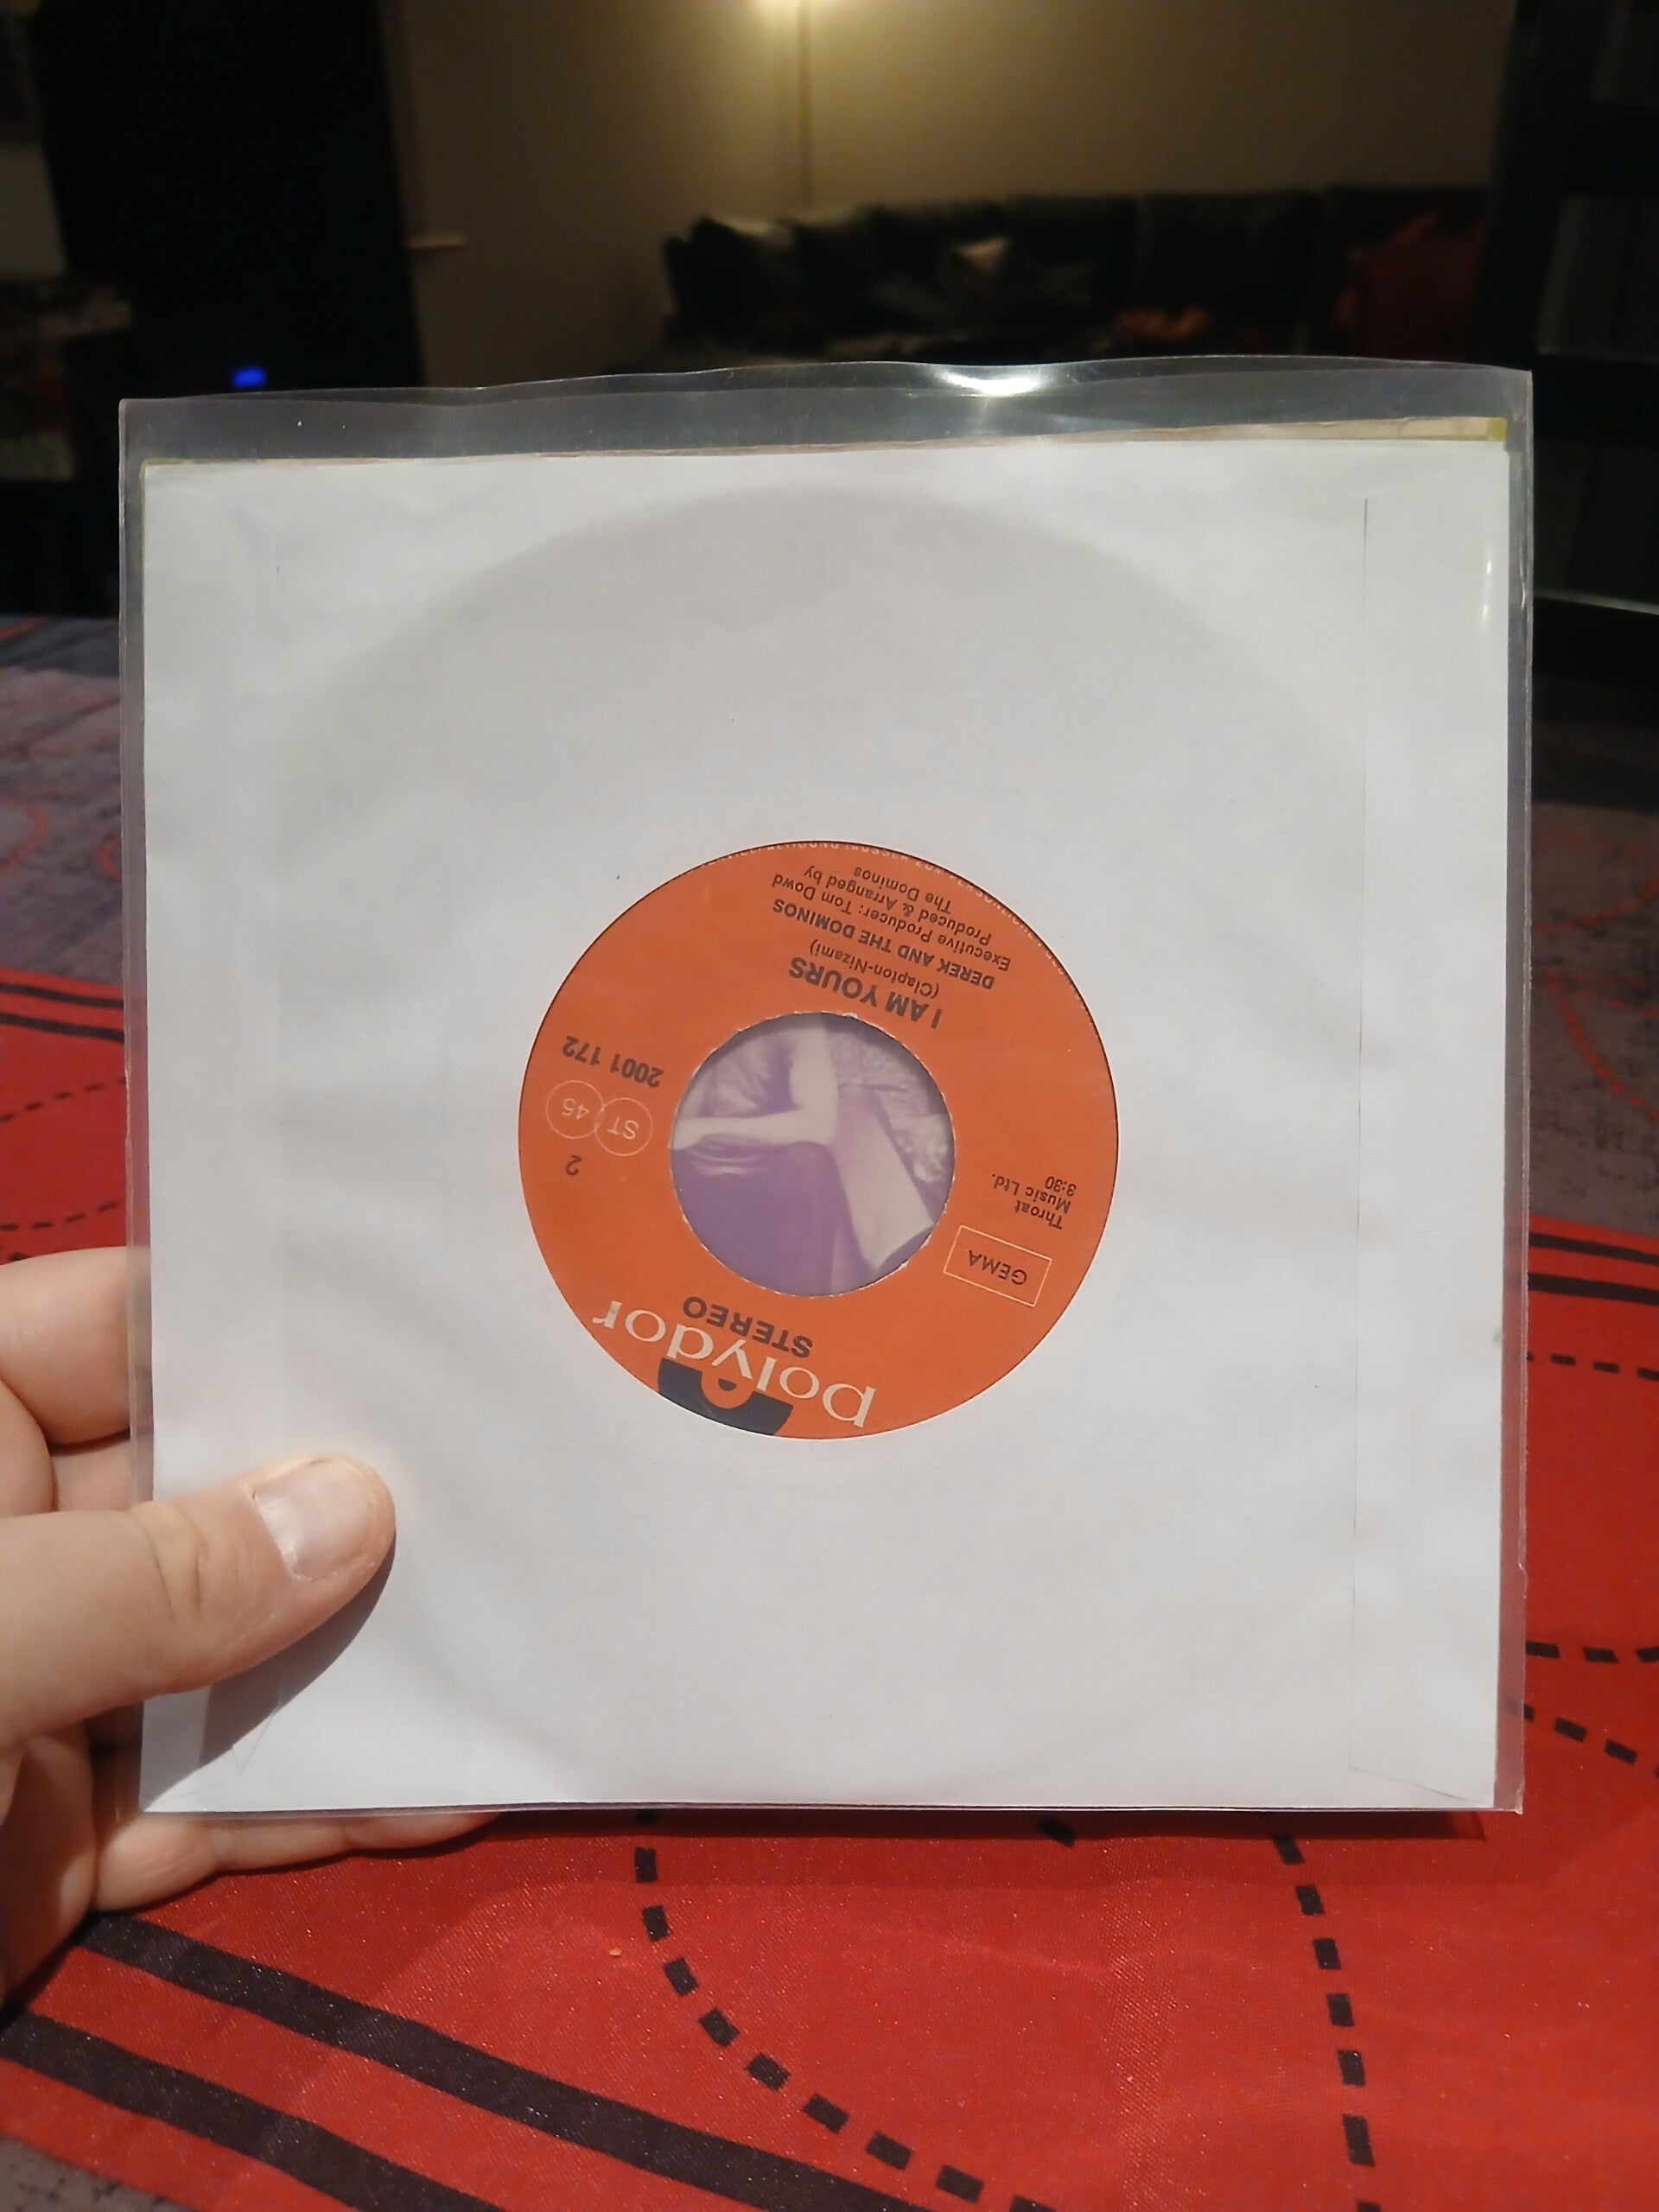 polydor
STEREO
GEMA
Throat
Music Ltd.
3:30
2
ST 45
2001 172
I AM YOURS
(Clapton-Nizami)
DEREK AND THE DOMINOS
Executive Producer: Tom Dowd
Produced & Arranged by
The Dominos